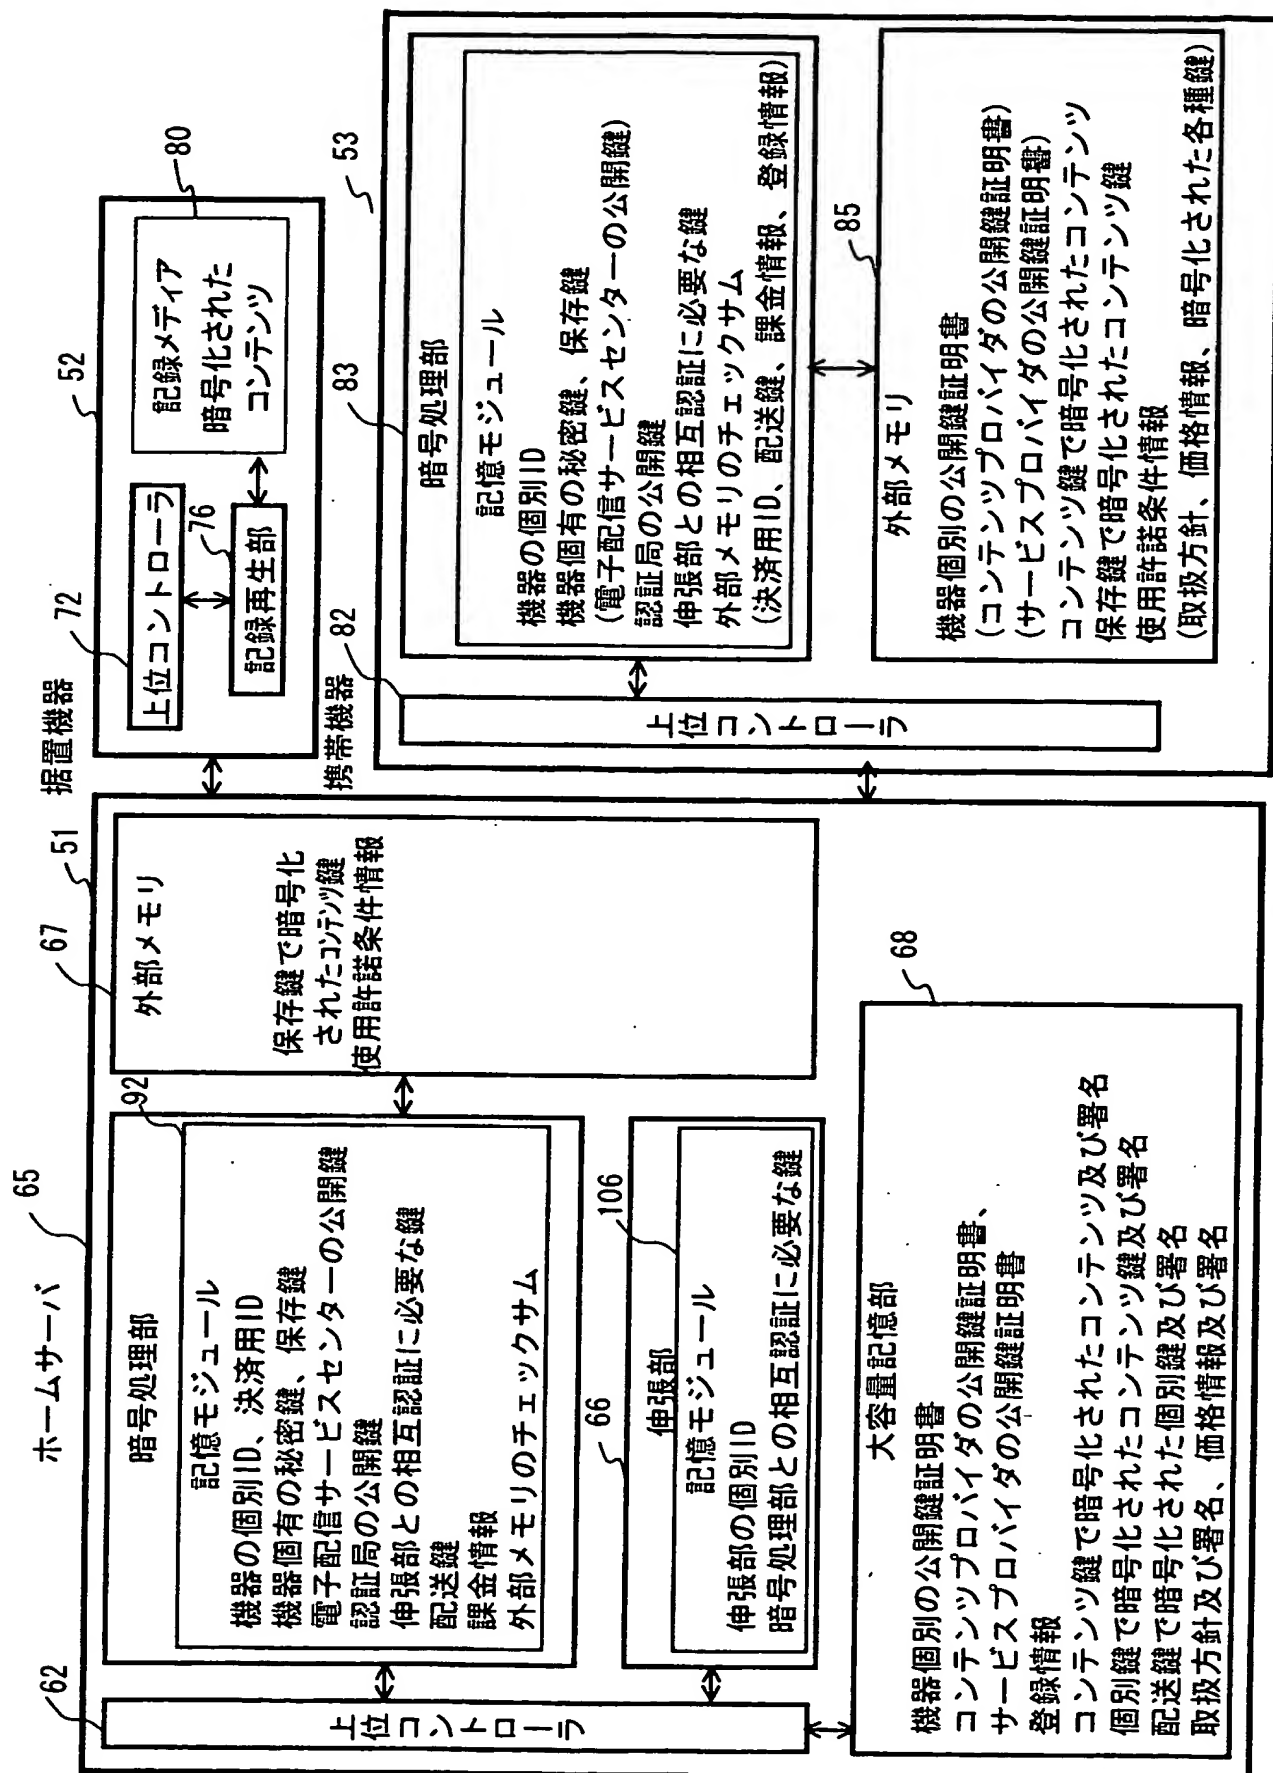 ホームサーバ
65
51
62
上位コントローラ
暗号処理部
92
記憶モジュール
機器の個別ID、決済用ID
機器固有の秘密鍵、保存鍵
電子配信サービスセンターの公開鍵
認証局の公開鍵
伸張部との相互認証に必要な鍵
配送鍵
課金情報
外部メモリのチェックサム
67
外部メモリ
保存鍵で暗号化
されたコンテンツ鍵
使用許諾条件情報
66
伸張部
106
記憶モジュール
伸張部の個別ID
暗号処理部との相互認証に必要な鍵
68
大容量記憶部
機器個別の公開鍵証明書
コンテンツプロバイダの公開鍵証明書、
サービスプロバイダの公開鍵証明書
登録情報
コンテンツ鍵で暗号化されたコンテンツ及び署名
個別鍵で暗号化されたコンテンツ鍵及び署名
配送鍵で暗号化された個別鍵及び署名
取扱方針及び署名、価格情報及び署名
据置機器
52
72
上位コントローラ
76
記録再生部
80
記録メディア
暗号化された
コンテンツ
携帯機器
53
82
上位コントローラ
83
暗号処理部
記憶モジュール
機器の個別ID
機器固有の秘密鍵、保存鍵
(電子配信サービスセンターの公開鍵)
認証局の公開鍵
伸張部との相互認証に必要な鍵
外部メモリのチェックサム
(決済用ID、配送鍵、課金情報、登録情報)
85
外部メモリ
機器個別の公開鍵証明書
(コンテンツプロバイダの公開鍵証明書)
(サービスプロバイダの公開鍵証明書)
コンテンツ鍵で暗号化されたコンテンツ
保存鍵で暗号化されたコンテンツ鍵
使用許諾条件情報
(取扱方針、価格情報、暗号化された各種鍵)